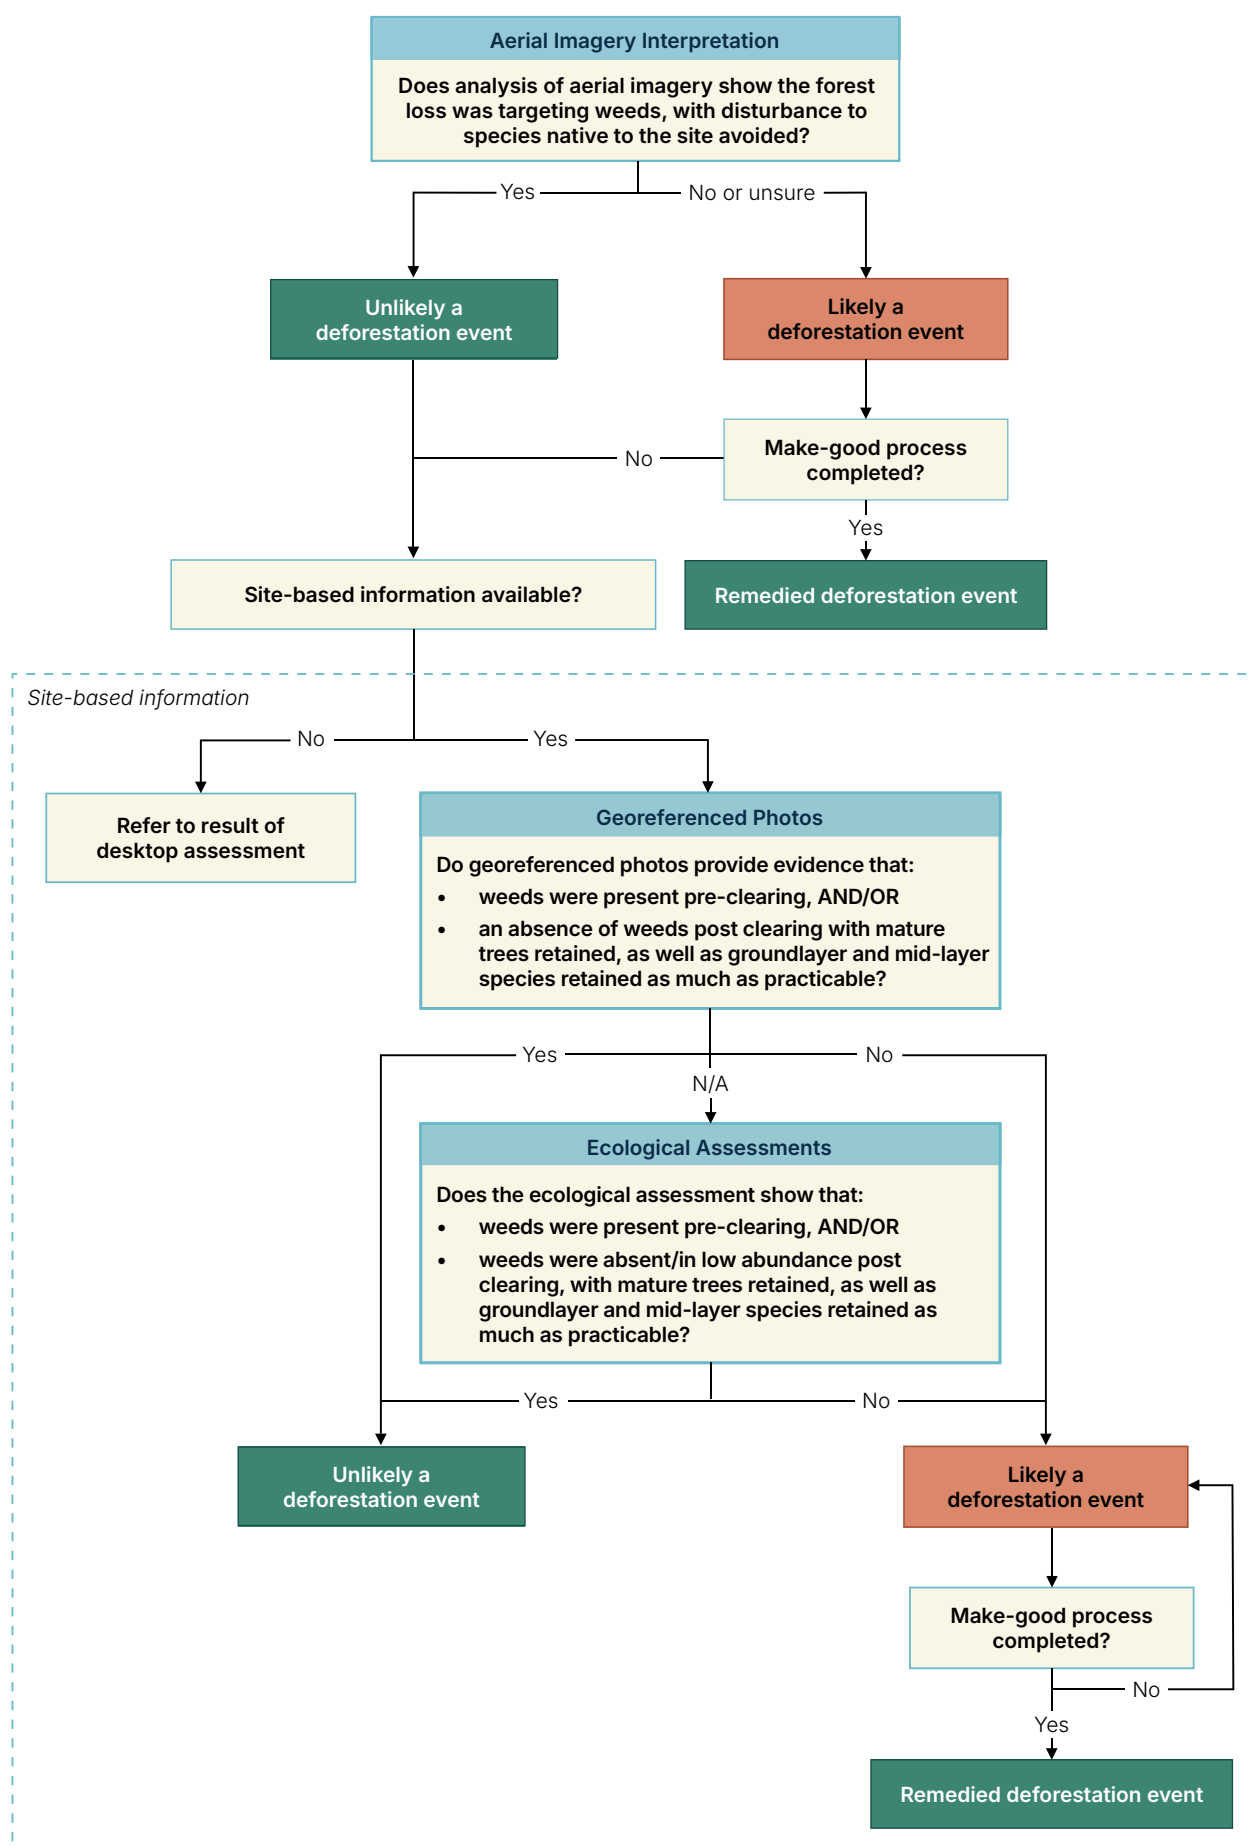 Aerial Imagery Interpretation
Does analysis of aerial imagery show the forest
loss was targeting weeds, with disturbance to
species native to the site avoided?
Yes
No or unsure
Unlikely a
deforestation event
Likely a
deforestation event
Make-good process
completed?
No
Yes
Site-based information available?
Remedied deforestation event
Site-based information
No
Yes
Refer to result of
desktop assessment
Georeferenced Photos
Do georeferenced photos provide evidence that:
• weeds were present pre-clearing, AND/OR
• an absence of weeds post clearing with mature
trees retained, as well as groundlayer and mid-layer
species retained as much as practicable?
Yes
No
N/A
Ecological Assessments
Does the ecological assessment show that:
• weeds were present pre-clearing, AND/OR
• weeds were absent/in low abundance post
clearing, with mature trees retained, as well as
groundlayer and mid-layer species retained as
much as practicable?
Yes
No
Unlikely a
deforestation event
Likely a
deforestation event
Make-good process
completed?
No
Yes
Remedied deforestation event